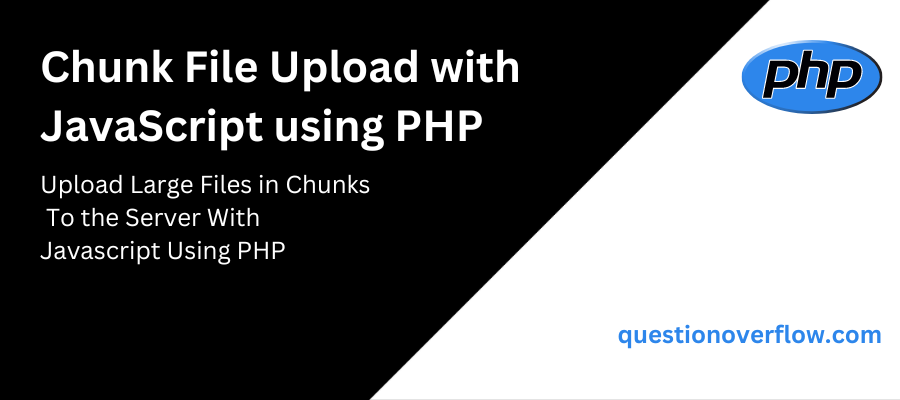 Chunk File Upload with
JavaScript using PHP
Upload Large Files in Chunks
To the Server With
Javascript Using PHP
php
questionoverflow.com